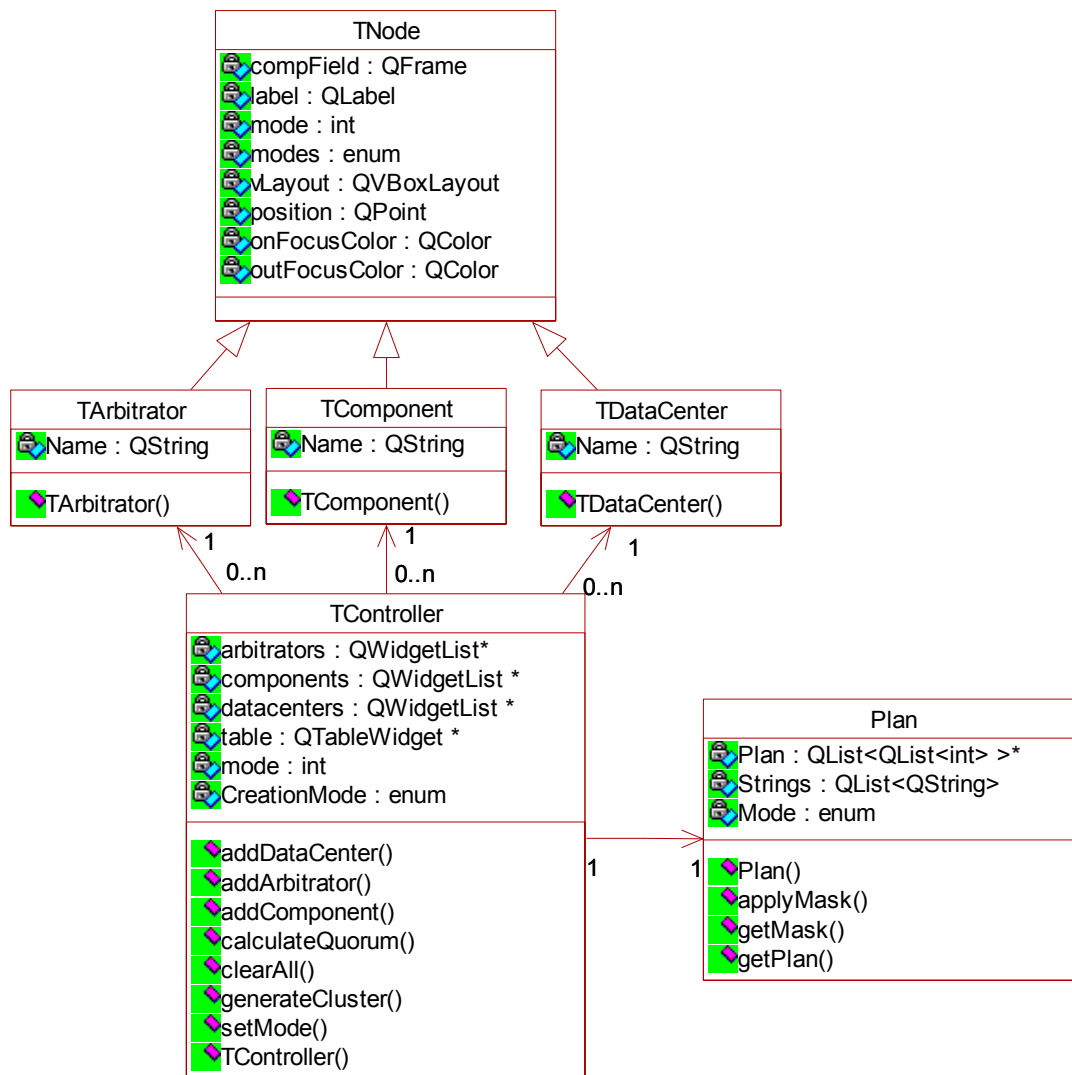 TNode
compField : QFrame
label : QLabel
mode : int
modes : enum
vLayout : QVBoxLayout
position : QPoint
onFocusColor : QColor
outFocusColor : QColor
TArbitrator
Name : QString
TArbitrator()
TComponent
Name : QString
TComponent()
TDataCenter
Name : QString
TDataCenter()
1
1
1
0..n
0..n
0..n
TController
arbitrators : QWidgetList*
components : QWidgetList *
datacenters : QWidgetList *
table : QTableWidget *
mode : int
CreationMode : enum
addDataCenter()
addArbitrator()
addComponent()
calculateQuorum()
clearAll()
generateCluster()
setMode()
TController()
1
1
Plan
Plan : QList<QList<int> >*
Strings : QList<QString>
Mode : enum
Plan()
applyMask()
getMask()
getPlan()